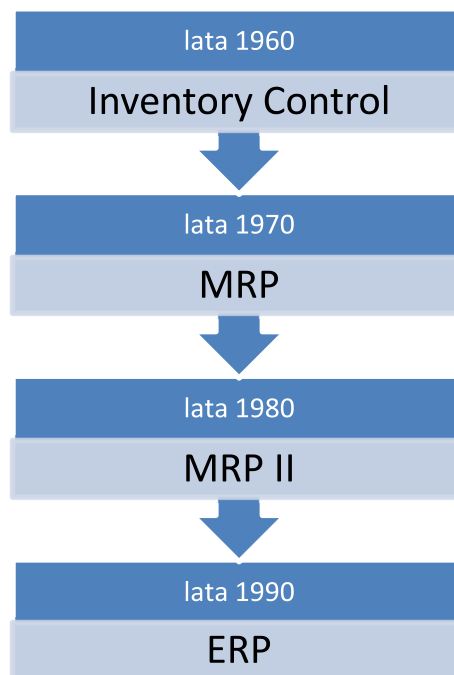 lata 1960
Inventory Control
lata 1970
MRP
lata 1980
MRP II
lata 1990
ERP